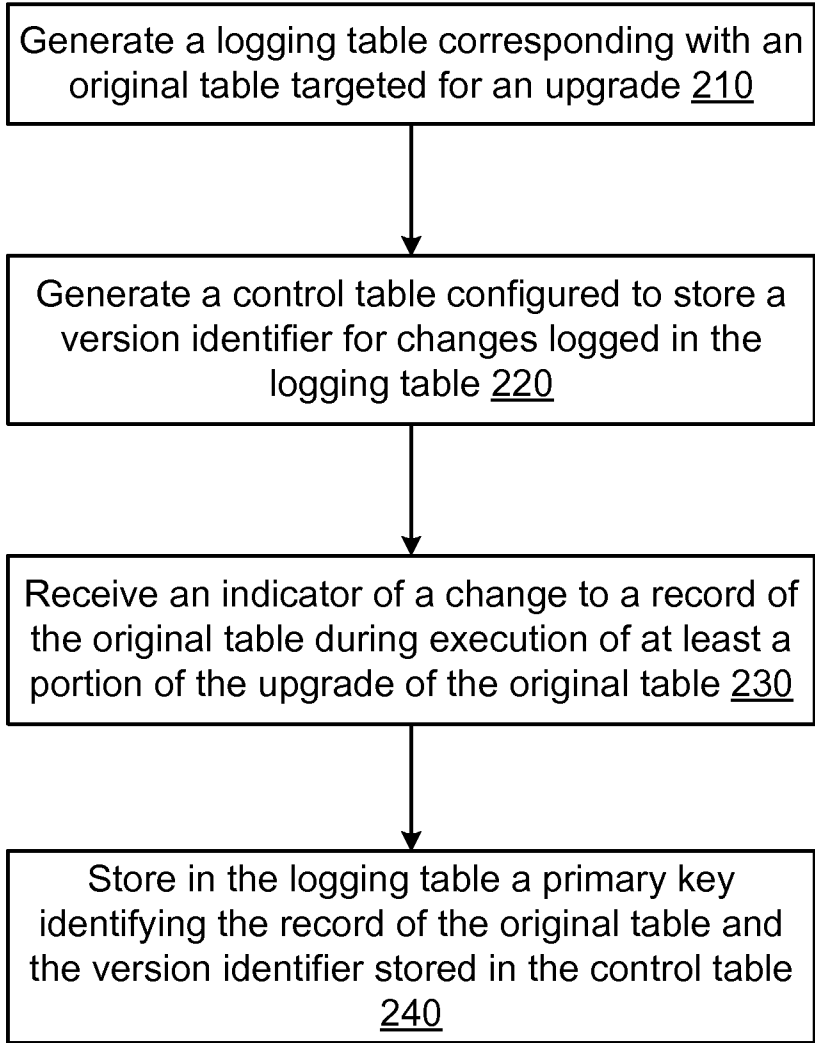 Generate a logging table corresponding with an
original table targeted for an upgrade 210
Generate a control table configured to store a
version identifier for changes logged in the
logging table 220
Receive an indicator of a change to a record of
the original table during execution of at least a
portion of the upgrade of the original table 230
Store in the logging table a primary key
identifying the record of the original table and
the version identifier stored in the control table
240